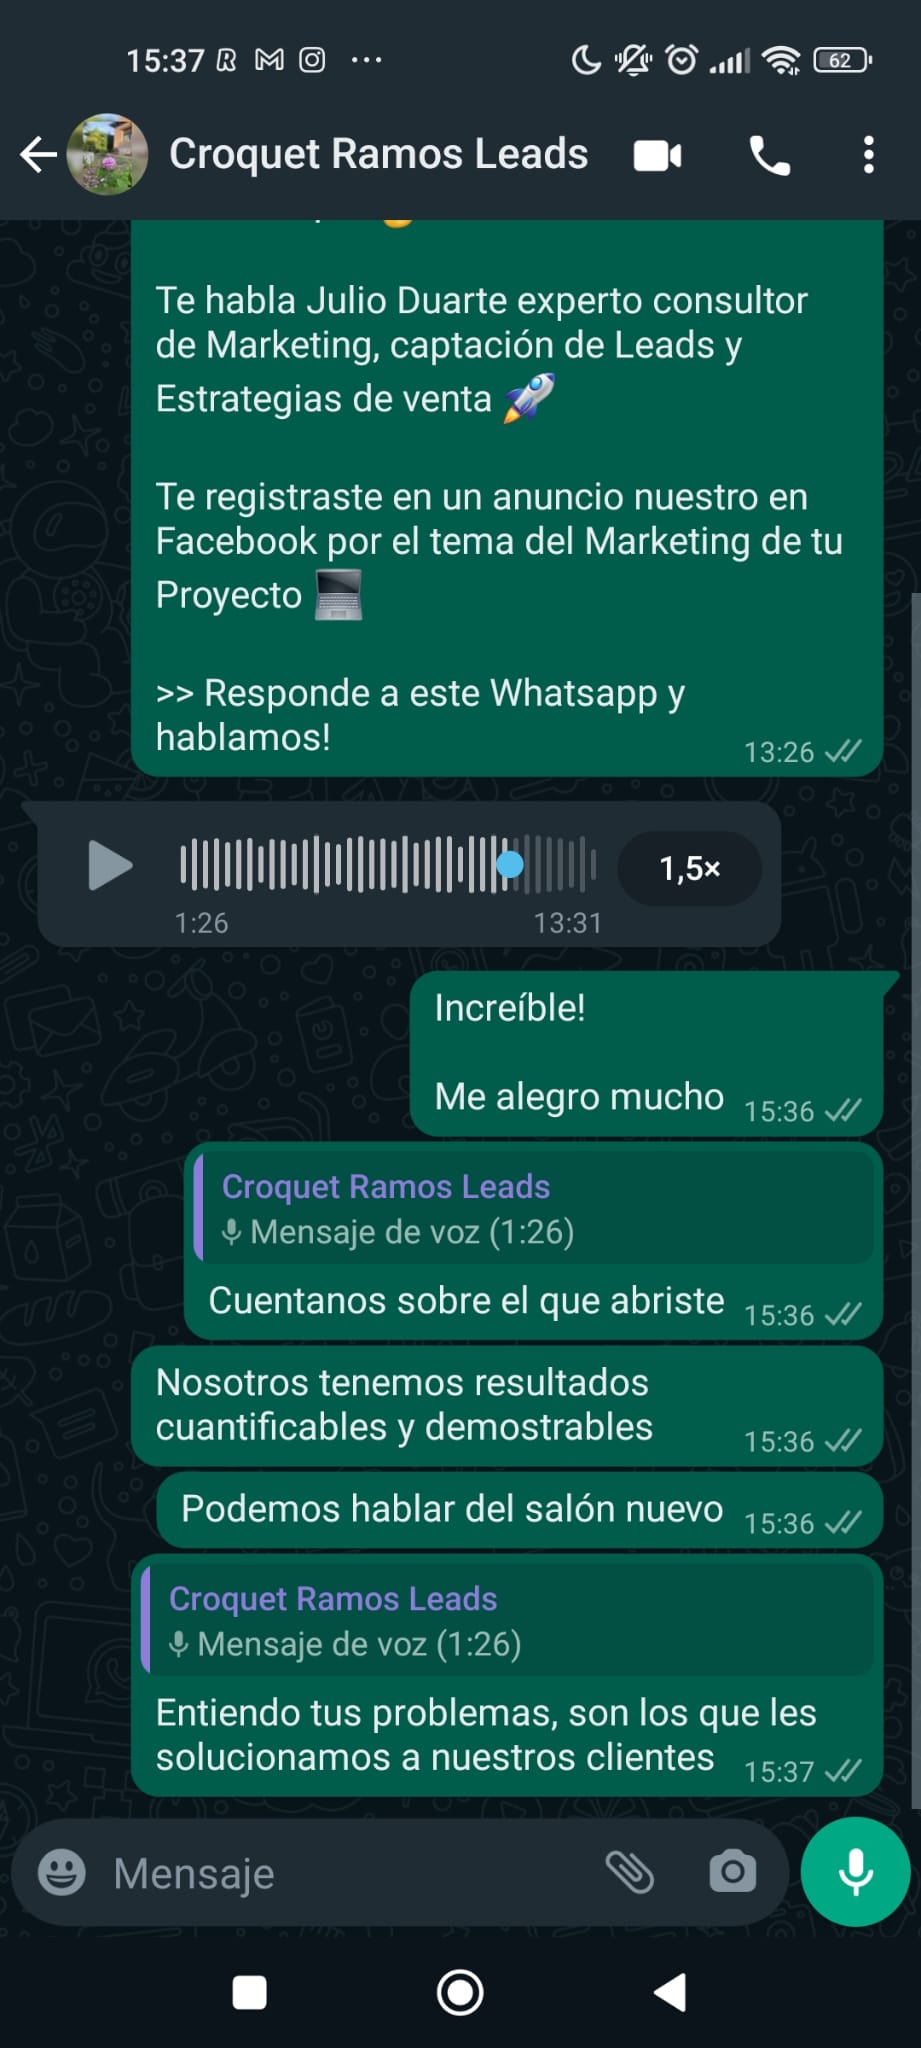 15:37
62
Croquet Ramos Leads
Te habla Julio Duarte experto consultor
de Marketing, captación de Leads y
Estrategias de venta 🚀
Te registraste en un anuncio nuestro en
Facebook por el tema del Marketing de tu
Proyecto 💻
>> Responde a este Whatsapp y
hablamos!
13:26
1,5×
1:26
13:31
Increíble!
Me alegro mucho
15:36
Croquet Ramos Leads
Mensaje de voz (1:26)
Cuentanos sobre el que abriste
15:36
Nosotros tenemos resultados
cuantificables y demostrables
15:36
Podemos hablar del salón nuevo
15:36
Croquet Ramos Leads
Mensaje de voz (1:26)
Entiendo tus problemas, son los que les
solucionamos a nuestros clientes
15:37
Mensaje